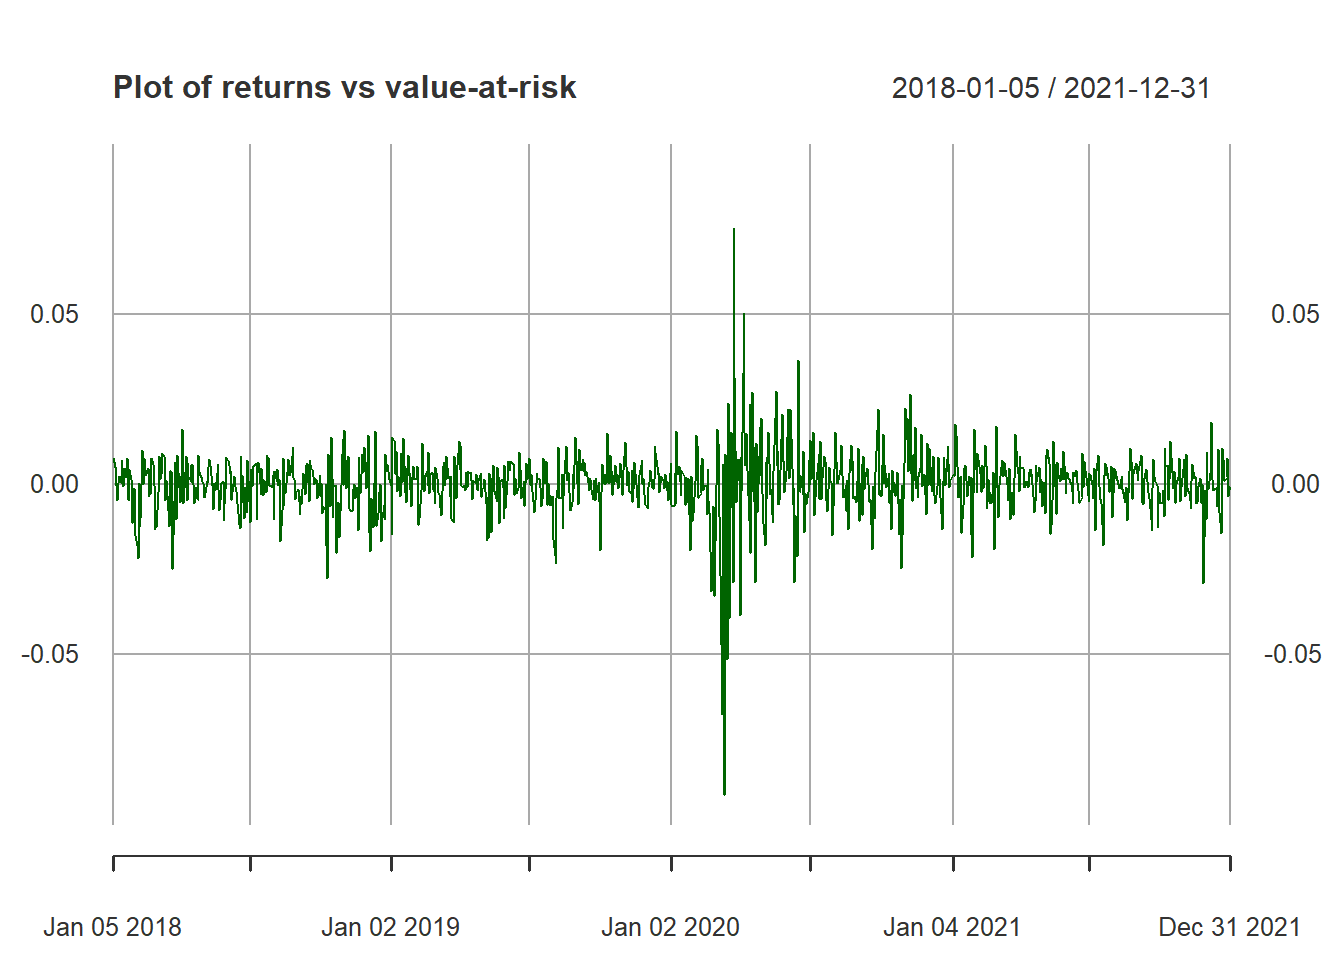 Plot of returns vs value-at-risk 2018-01-05 / 2021-12-31
0.05 0.05
0.00 0.00
-0.05 -0.05
Jan 05 2018 Jan 02 2019 Jan 02 2020 Jan 04 2021 Dec 31 2021